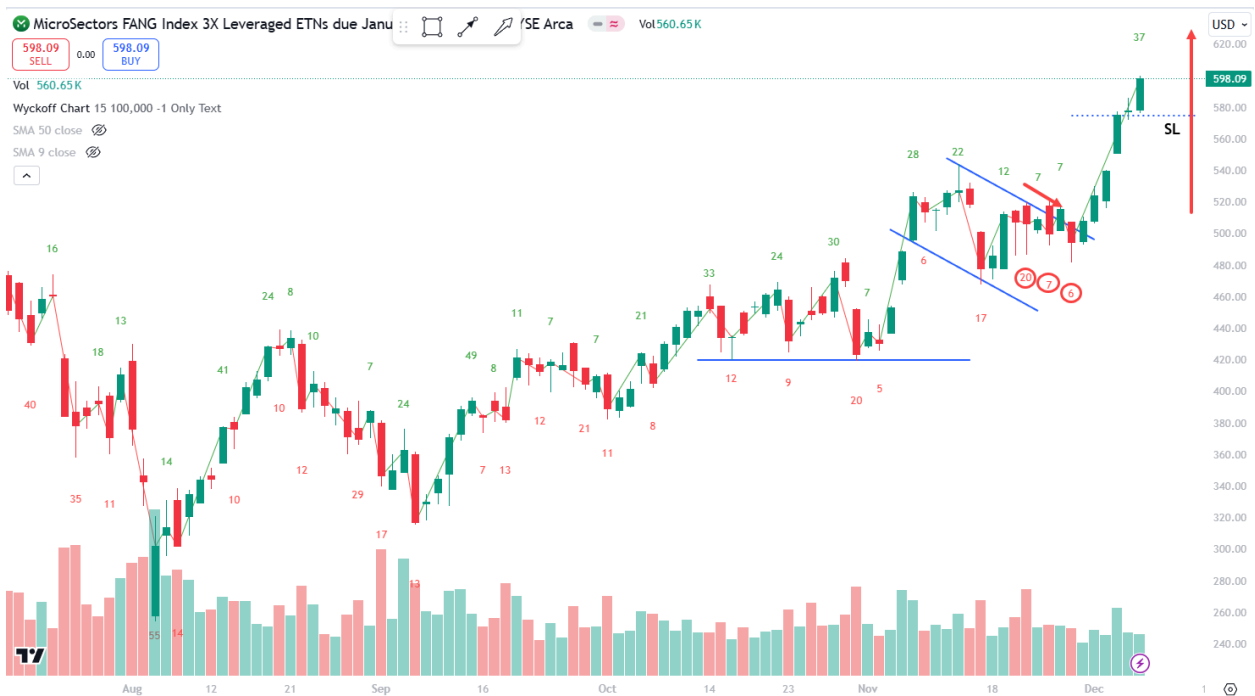 MicroSectors FANG Index 3X Leveraged ETNs due Janu YSE Arca Vol560.65K USD
598.09 SELL 0.00 598.09 BUY
Vol 560.65K
Wyckoff Chart 15 100,000 -1 Only Text
SMA 50 close
SMA 9 close
620.00
598.09
580.00
560.00
540.00
520.00
500.00
480.00
460.00
440.00
420.00
400.00
380.00
360.00
340.00
320.00
300.00
280.00
260.00
240.00
SL
16 18 13 14 41 24 8 10 7 24 49 8 11 7 7 21 33 24 30 7 28 22 12 7 7 37
40 35 11 55 14 10 10 12 29 17 13 7 13 12 21 11 8 12 9 20 5 6 17 20 7 6
Aug 12 21 Sep 16 Oct 14 23 Nov 18 Dec 1